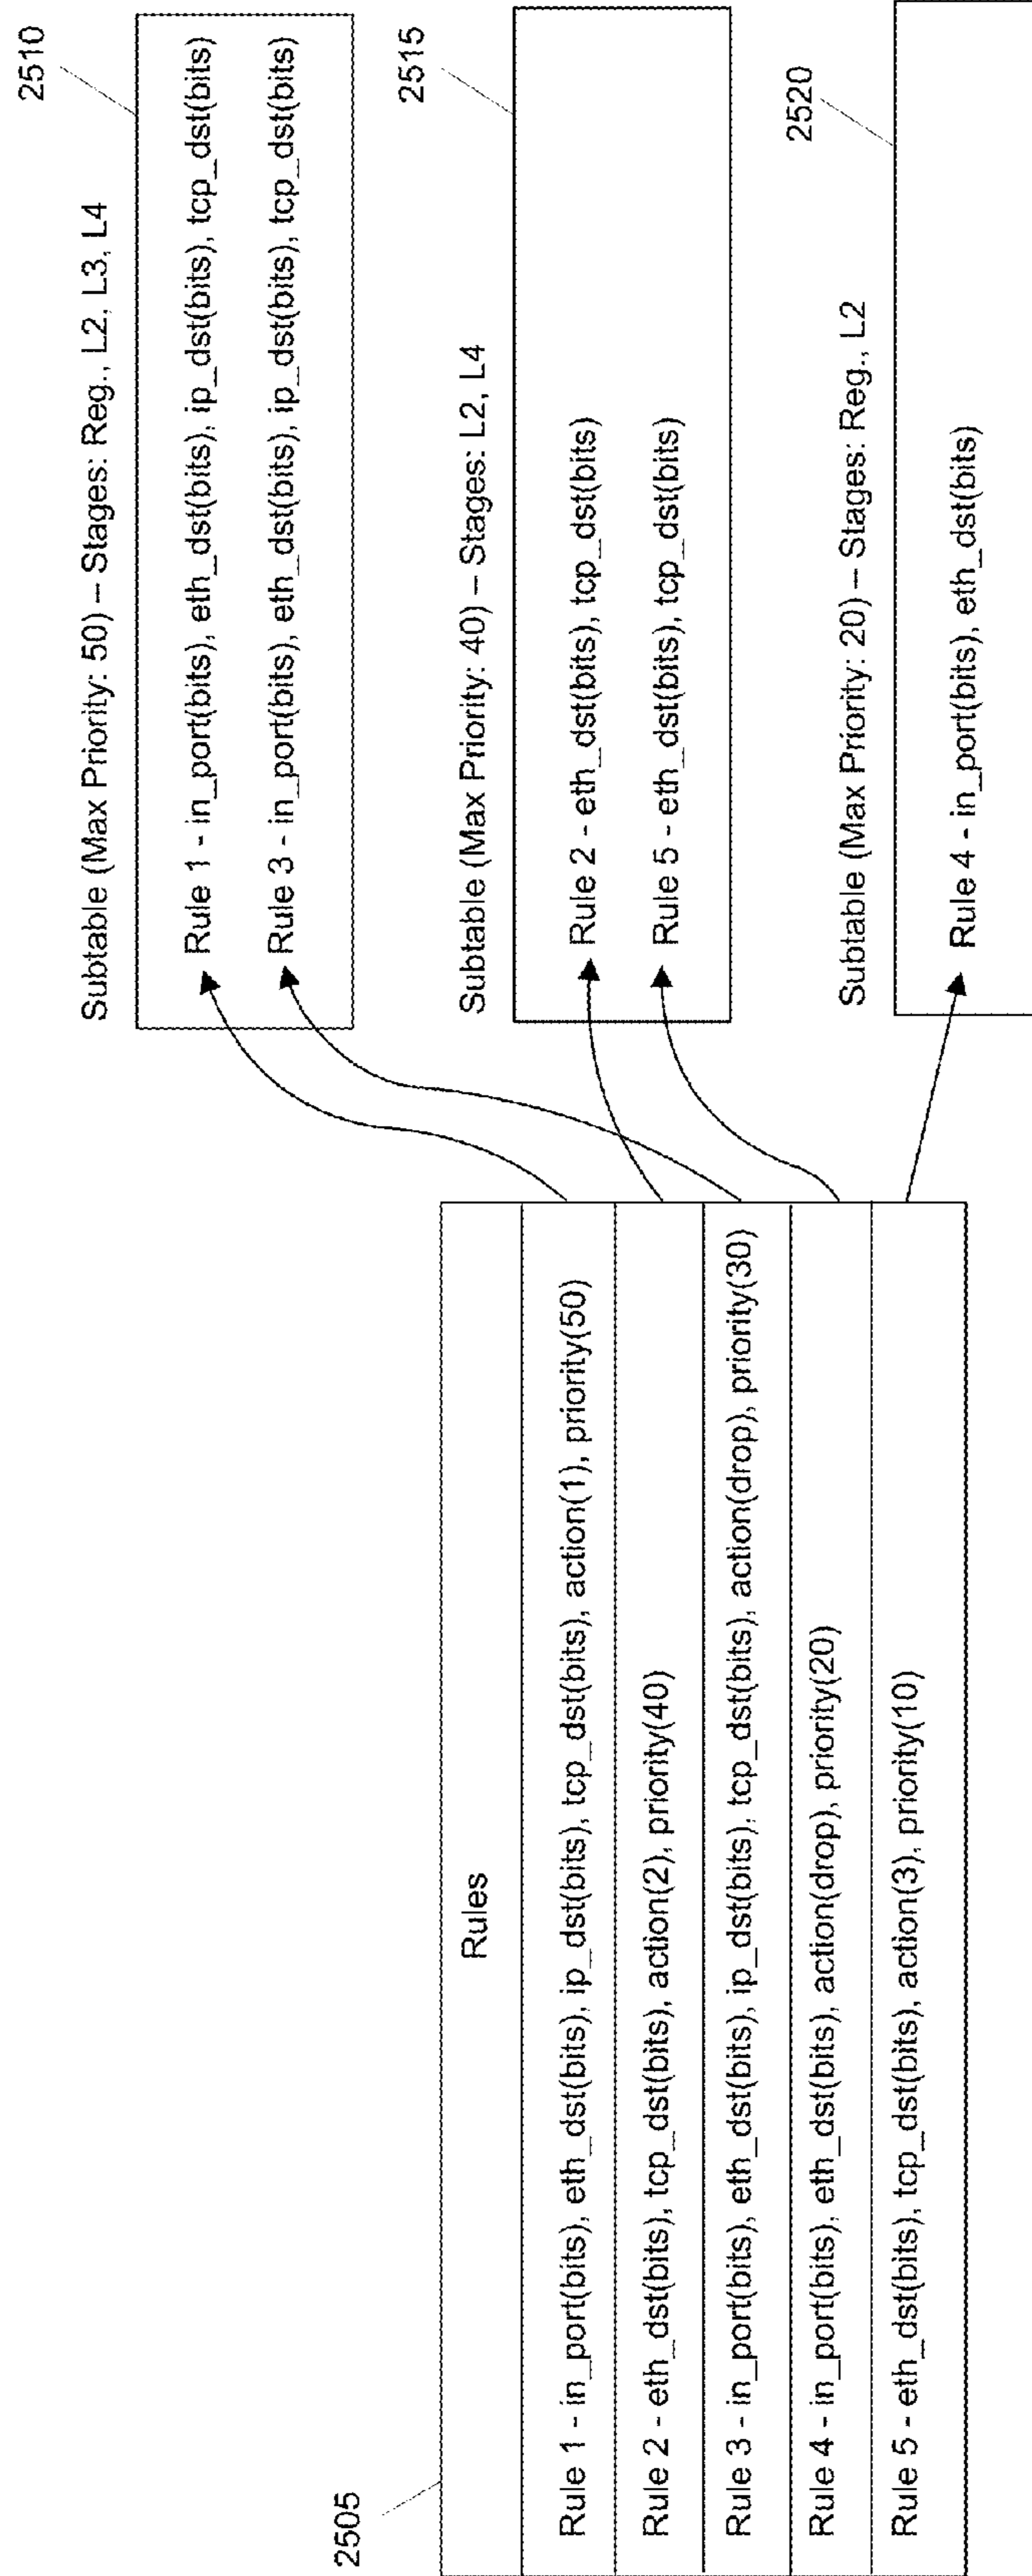 2505
Rules
Rule 1 - in_port(bits), eth_dst(bits), ip_dst(bits), tcp_dst(bits), action(1), priority(50)
Rule 2 - eth_dst(bits), tcp_dst(bits), action(2), priority(40)
Rule 3 - in_port(bits), eth_dst(bits), ip_dst(bits), tcp_dst(bits), action(drop), priority(30)
Rule 4 - in_port(bits), eth_dst(bits), action(drop), priority(20)
Rule 5 - eth_dst(bits), tcp_dst(bits), action(3), priority(10)
2510
Subtable (Max Priority: 50) – Stages: Reg., L2, L3, L4
Rule 1 - in_port(bits), eth_dst(bits), ip_dst(bits), tcp_dst(bits)
Rule 3 - in_port(bits), eth_dst(bits), ip_dst(bits), tcp_dst(bits)
2515
Subtable (Max Priority: 40) – Stages: L2, L4
Rule 2 - eth_dst(bits), tcp_dst(bits)
Rule 5 - eth_dst(bits), tcp_dst(bits)
2520
Subtable (Max Priority: 20) – Stages: Reg., L2
Rule 4 - in_port(bits), eth_dst(bits)